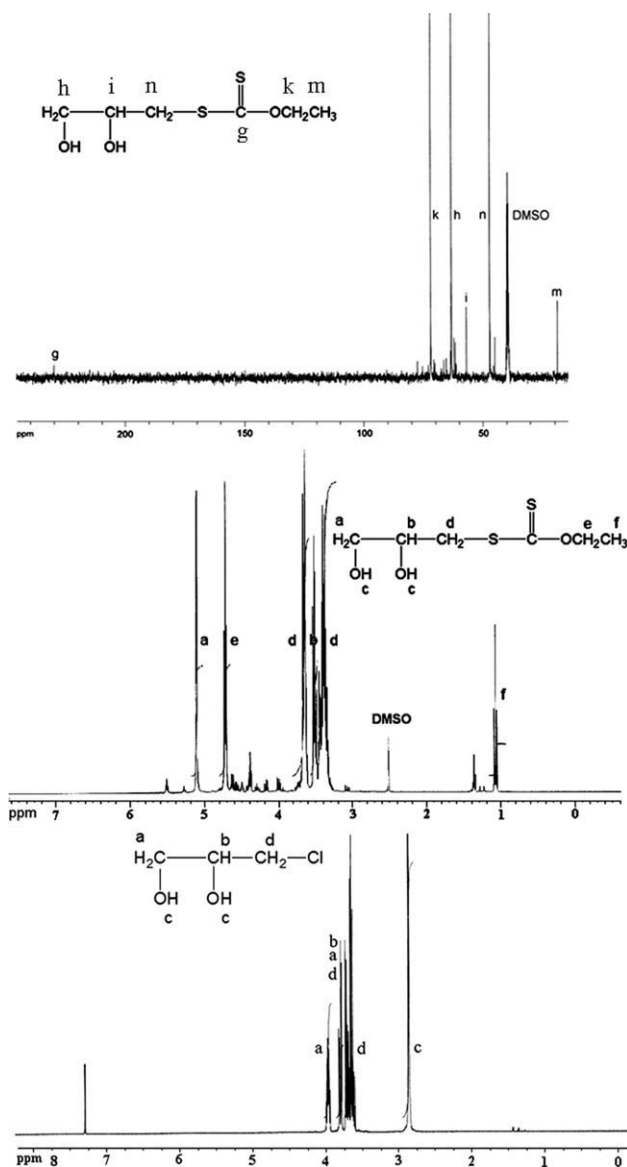 h i n S k m
H₂C—CH—CH₂—S—C—OCH₂CH₃
g
OH OH
k h n DMSO
i
m
g
ppm 200 150 100 50
S
a b d e f
H₂C—CH—CH₂—S—C—OCH₂CH₃
OH OH
c c
a e d b d
f
DMSO
7 6 5 4 3 2 1 0
ppm
a b d
H₂C—CH—CH₂—Cl
OH OH
c c
b
a
d
a d c
ppm 8 7 6 5 4 3 2 1 0